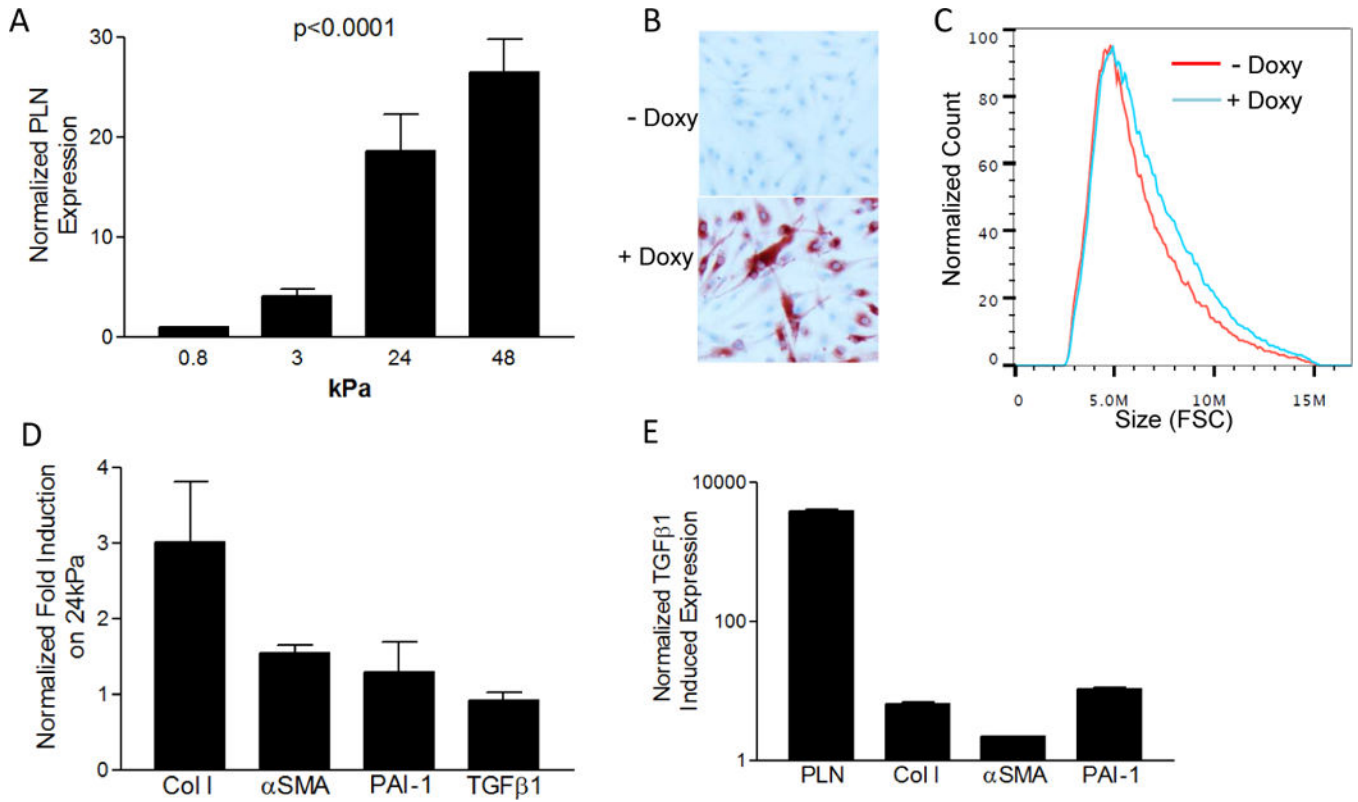 A
p<0.0001
Normalized PLN
Expression
30
20
10
0
0.8 3 24 48
kPa
B
- Doxy
+ Doxy
C
Normalized Count
100
80
60
40
20
0
- Doxy
+ Doxy
0 5.0M 10M 15M
Size (FSC)
D
Normalized Fold Induction
on 24kPa
4
3
2
1
0
Col I αSMA PAI-1 TGFβ1
E
Normalized TGFβ1
Induced Expression
10000
100
1
PLN Col I αSMA PAI-1